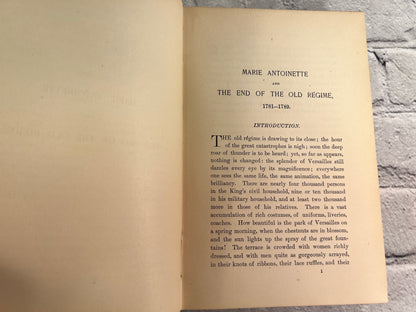 MARIE ANTOINETTE
AND
THE END OF THE OLD RÉGIME,
1781–1789.
INTRODUCTION.
THE old régime is drawing to its close; the hour
of the great catastrophes is nigh; soon the deep
roar of thunder is to be heard; yet, so far as appears,
nothing is changed: the splendor of Versailles still
dazzles every eye by its magnificence; everywhere
one sees the same life, the same animation, the same
brilliancy. There are nearly four thousand persons
in the King's civil household, nine or ten thousand
in his military household, and at least two thousand
more in those of his relatives. There is a vast
accumulation of rich costumes, of uniforms, liveries,
coaches. How beautiful is the park of Versailles on
a spring morning, when the chestnuts are in blossom,
and the sun lights up the spray of the great foun-
tains! The terrace is crowded with women richly
dressed, and with men quite as gorgeously arrayed,
in their knots of ribbons, their lace ruffles, and their
1